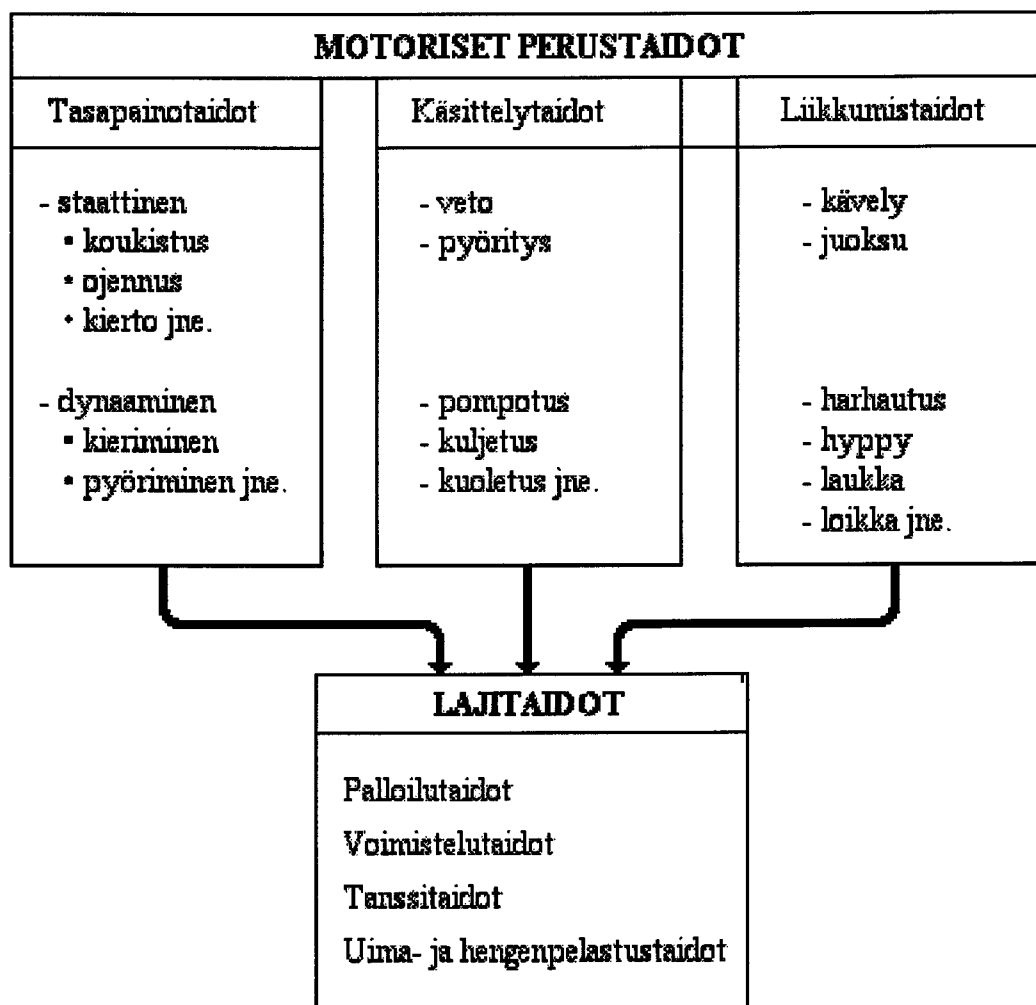 MOTORISET PERUSTAIDOT
Tasapainotaidot
- staattinen
• koukistus
• ojennus
• kierto jne.
- dynaaminen
• kieriminen
• pyöriminen jne.
Käsittelytaidot
- veto
- pyöritys
- pompotus
- kuljetus
- kuoletus jne.
Liikkumistaidot
- kävely
- juoksu
- harhautus
- hyppy
- laukka
- loikka jne.
LAJITAIDOT
Palloilutaidot
Voimistelutaidot
Tanssitaidot
Uima- ja hengenpelastustaidot